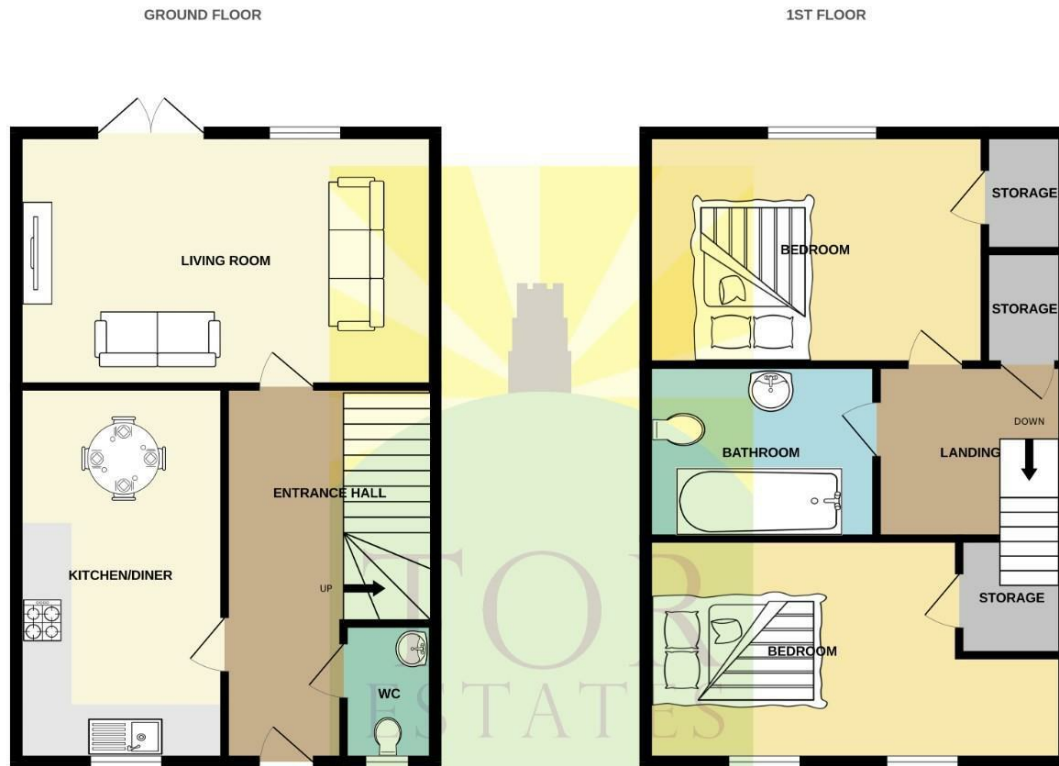 GROUND FLOOR
1ST FLOOR
LIVING ROOM
KITCHEN/DINER
ENTRANCE HALL
UP
WC
BEDROOM
STORAGE
STORAGE
DOWN
BATHROOM
LANDING
STORAGE
BEDROOM
TOR
ESTATES